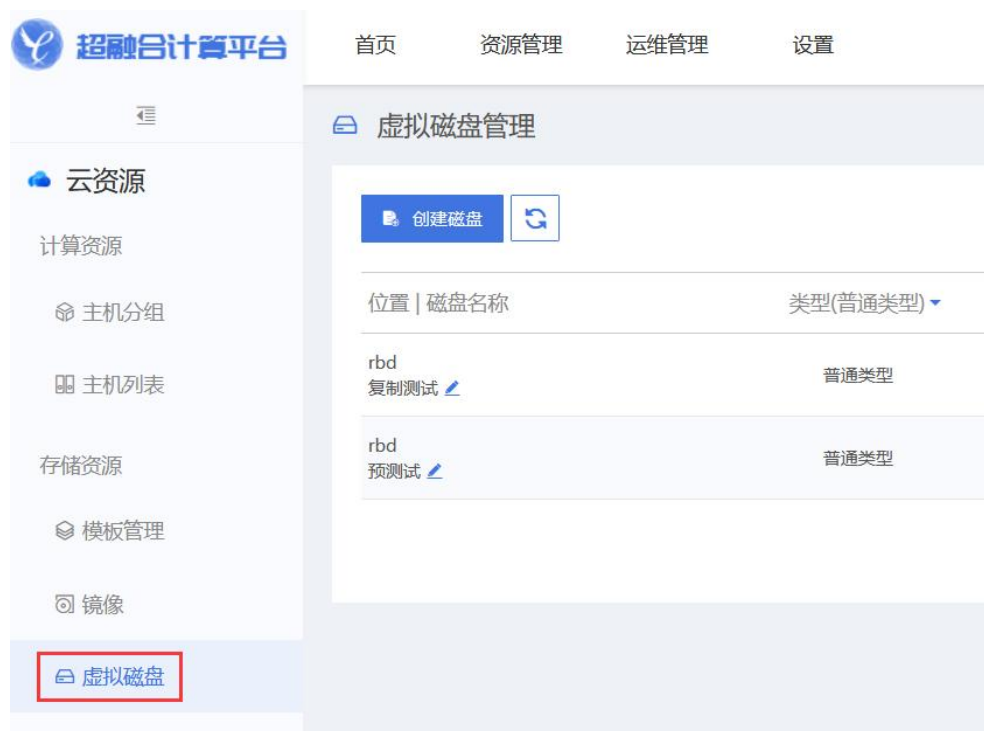 超融合计算平台
首页 资源管理 运维管理 设置
虚拟磁盘管理
云资源
计算资源
主机分组
主机列表
存储资源
模板管理
镜像
虚拟磁盘
创建磁盘
位置 | 磁盘名称 类型(普通类型)
rbd
复制测试 普通类型
rbd
预测试 普通类型